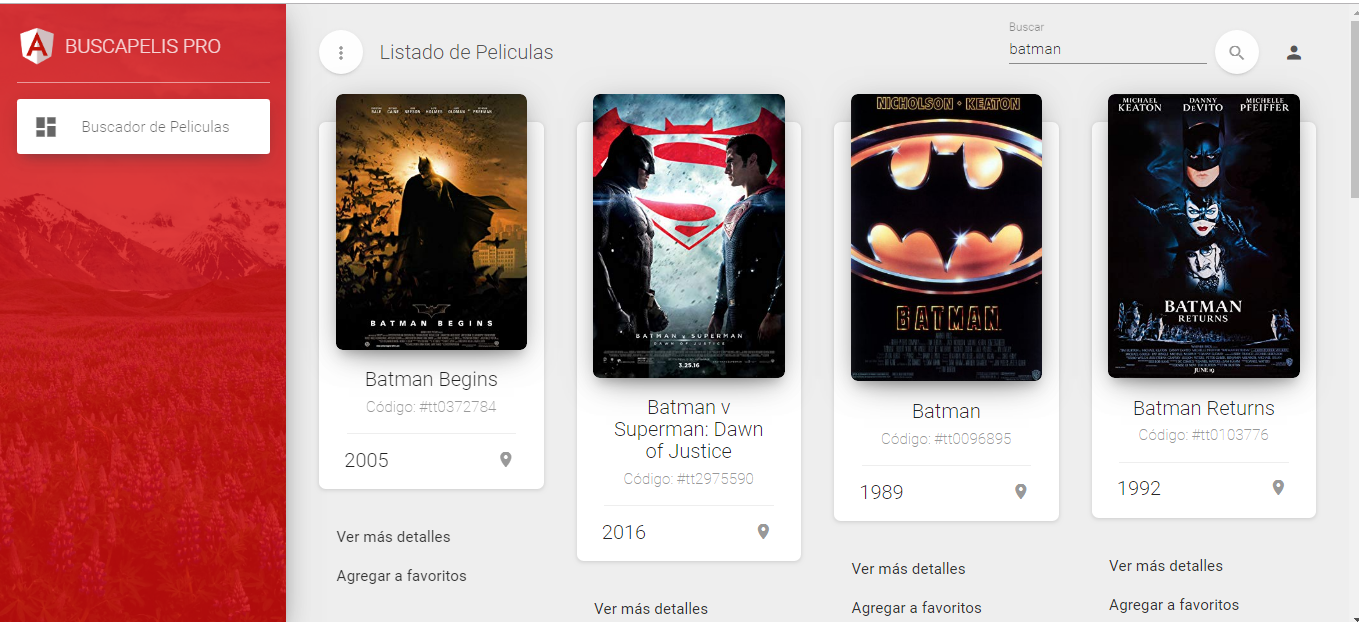 BUSCAPELIS PRO
Buscador de Peliculas
Listado de Peliculas
Buscar
batman
BATMAN BEGINS
Batman Begins
Código: #tt0372784
2005
Ver más detalles
Agregar a favoritos
BATMAN V SUPERMAN
DAWN OF JUSTICE
3.25.16
Batman v
Superman: Dawn
of Justice
Código: #tt2975590
2016
Ver más detalles
NICHOLSON · KEATON
BATMAN
Batman
Código: #tt0096895
1989
Ver más detalles
Agregar a favoritos
MICHAEL KEATON
DANNY DEVITO
MICHELLE PFEIFFER
BATMAN
RETURNS
JUNE 19
Batman Returns
Código: #tt0103776
1992
Ver más detalles
Agregar a favoritos